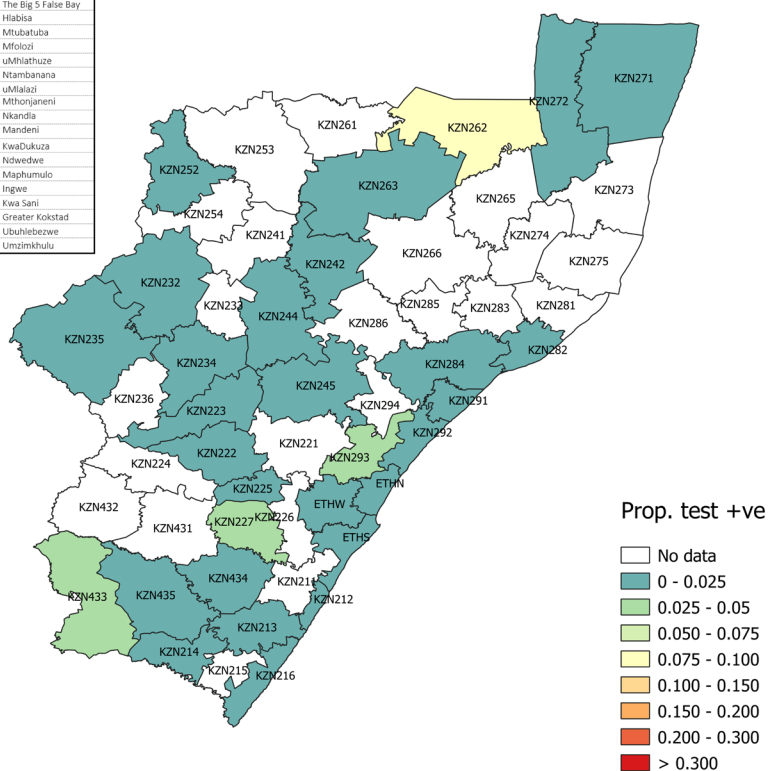 The Big 5 False Bay
Hlabisa
Mtubatuba
Mfolozi
uMhlathuze
Ntambanana
uMlalazi
Mthonjaneni
Nkandla
Mandeni
KwaDukuza
Ndwedwe
Maphumulo
Ingwe
Kwa Sani
Greater Kokstad
Ubuhlebezwe
Umzimkhulu
KZN271
KZN272
KZN261
KZN262
KZN253
KZN252
KZN263
KZN273
KZN265
KZN254
KZN241
KZN274
KZN266
KZN275
KZN242
KZN232
KZN233
KZN285
KZN283
KZN281
KZN244
KZN286
KZN235
KZN282
KZN234
KZN284
KZN245
KZN236
KZN291
KZN294
KZN223
KZN292
KZN221
KZN222
KZN293
KZN224
ETHN
KZN225
ETHW
KZN432
KZN227
KZN226
KZN431
ETHS
KZN434
KZN211
KZN433
KZN435
KZN212
KZN213
KZN214
KZN215
KZN216
Prop. test +ve
No data
0 - 0.025
0.025 - 0.05
0.050 - 0.075
0.075 - 0.100
0.100 - 0.150
0.150 - 0.200
0.200 - 0.300
> 0.300